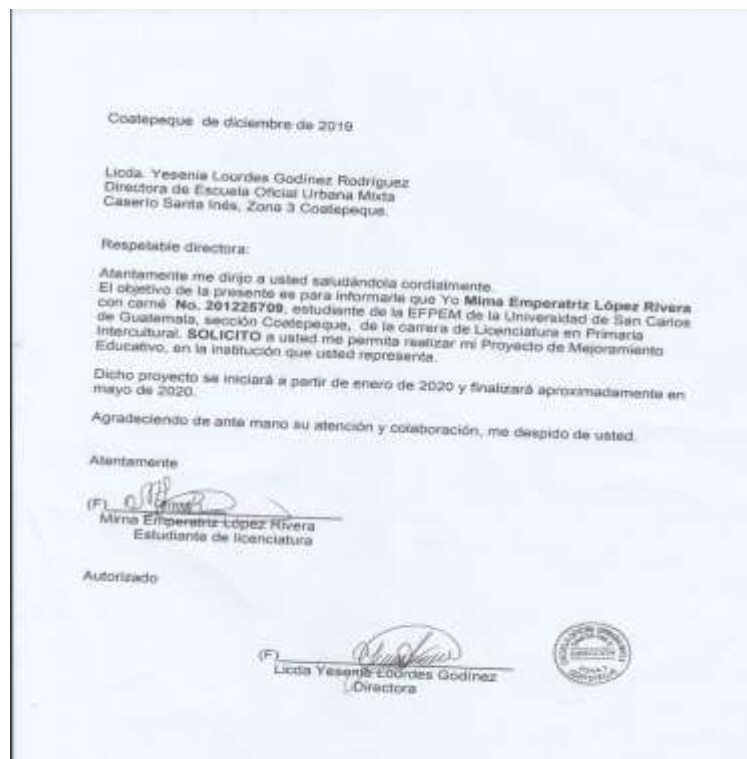 Coatepeque de diciembre de 2019
Licda. Yesenia Lourdes Godínez Rodríguez
Directora de Escuela Oficial Urbana Mixta
Caserío Santa Inés, Zona 3 Coatepeque.
Respetable directora:
Atentamente me dirijo a usted saludándola cordialmente.
El objetivo de la presente es para informarle que Yo Mirna Emperatriz López Rivera
con carné No. 201225709, estudiante de la EFPEM de la Universidad de San Carlos
de Guatemala, sección Coatepeque, de la carrera de Licenciatura en Primaria
Intercultural. SOLICITO a usted me permita realizar mi Proyecto de Mejoramiento
Educativo, en la institución que usted representa.
Dicho proyecto se iniciará a partir de enero de 2020 y finalizará aproximadamente en
mayo de 2020.
Agradeciendo de ante mano su atención y colaboración, me despido de usted.
Atentamente
(F)
Mirna Emperatriz López Rivera
Estudiante de licenciatura
Autorizado
(F)
Licda Yesenia Lourdes Godínez
Directora
DIRECCIÓN